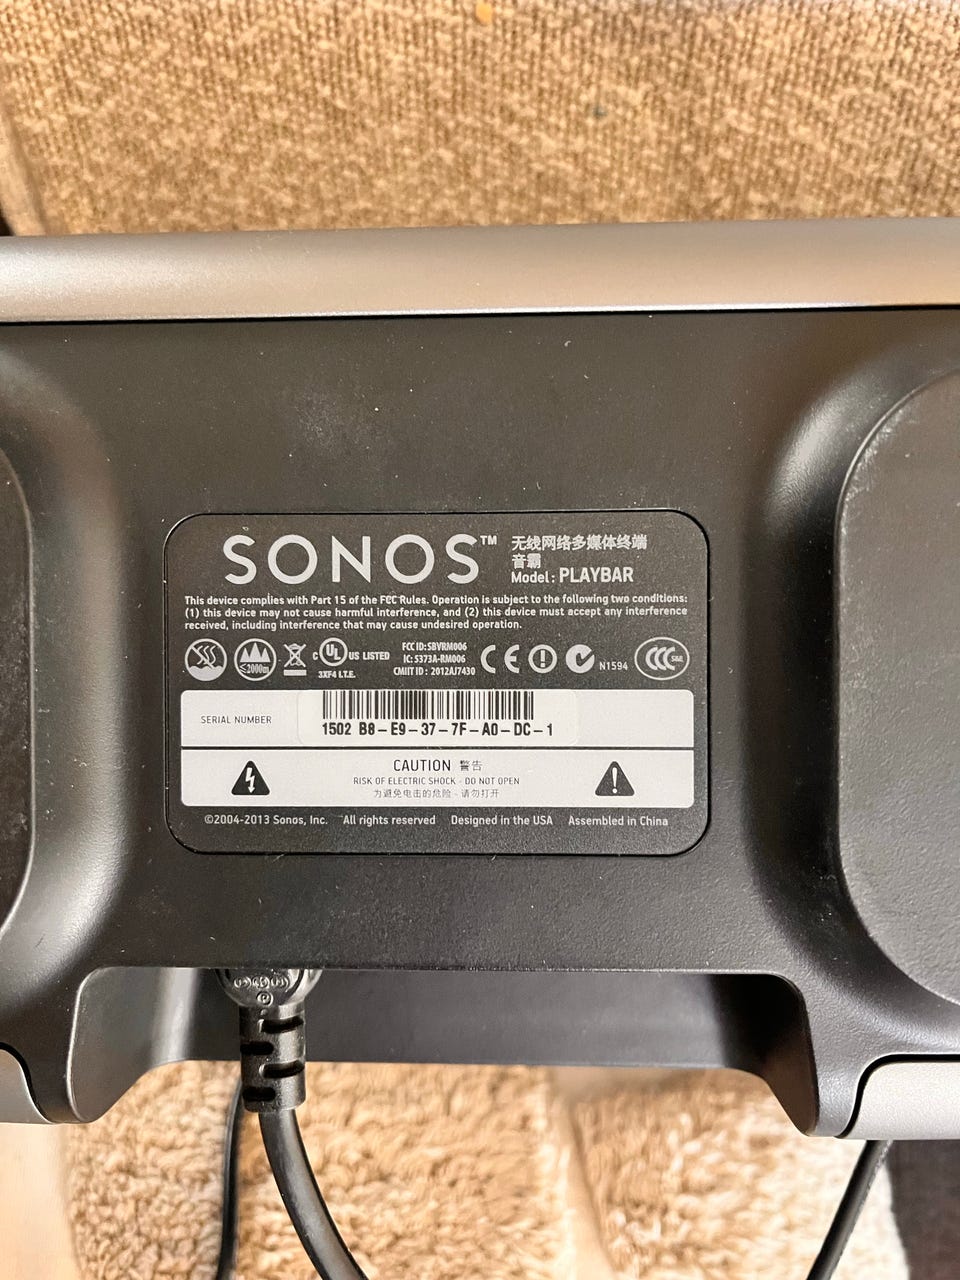 SONOS™
无线网络多媒体终端
音霸
Model: PLAYBAR
This device complies with Part 15 of the FCC Rules. Operation is subject to the following two conditions:
(1) this device may not cause harmful interference, and (2) this device must accept any interference
received, including interference that may cause undesired operation.
≤2000m
c UL US LISTED
3XF4 I.T.E.
FCC ID: SBVRM006
IC: 5373A-RM006
CMIIT ID: 2012AJ7430
CE
N1594
CCC S&E
SERIAL NUMBER
1502 B8-E9-37-7F-A0-DC-1
CAUTION 警告
RISK OF ELECTRIC SHOCK - DO NOT OPEN
为避免电击的危险 - 请勿打开
©2004-2013 Sonos, Inc. All rights reserved Designed in the USA Assembled in China